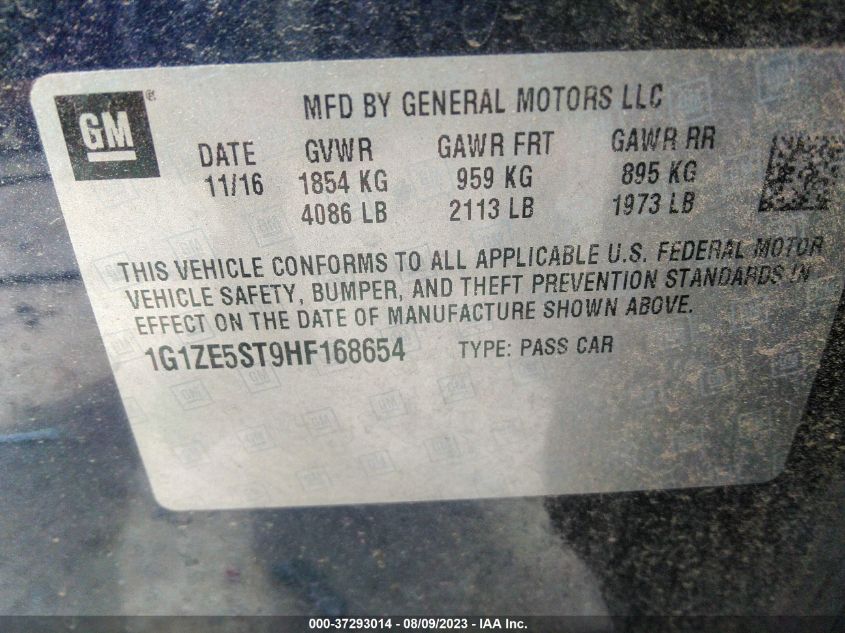 GM®
MFD BY GENERAL MOTORS LLC
DATE GVWR GAWR FRT GAWR RR
11/16 1854 KG 959 KG 895 KG
4086 LB 2113 LB 1973 LB
THIS VEHICLE CONFORMS TO ALL APPLICABLE U.S. FEDERAL MOTOR
VEHICLE SAFETY, BUMPER, AND THEFT PREVENTION STANDARDS IN
EFFECT ON THE DATE OF MANUFACTURE SHOWN ABOVE.
1G1ZE5ST9HF168654 TYPE: PASS CAR
000-37293014 - 08/09/2023 - IAA Inc.